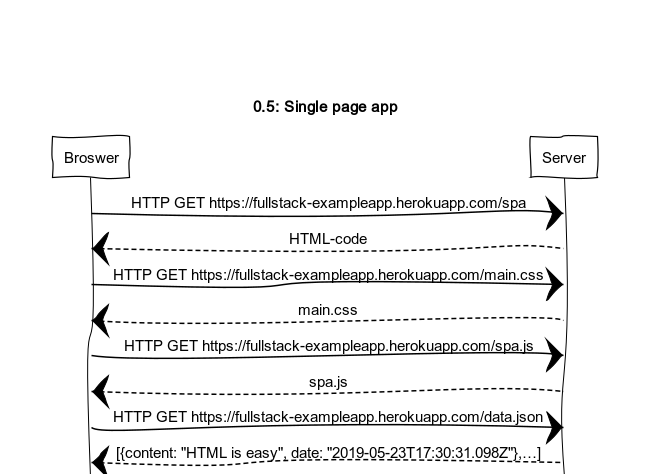 0.5: Single page app
Broswer
Server
HTTP GET https://fullstack-exampleapp.herokuapp.com/spa
HTML-code
HTTP GET https://fullstack-exampleapp.herokuapp.com/main.css
main.css
HTTP GET https://fullstack-exampleapp.herokuapp.com/spa.js
spa.js
HTTP GET https://fullstack-exampleapp.herokuapp.com/data.json
[{content: "HTML is easy", date: "2019-05-23T17:30:31.098Z"},...]